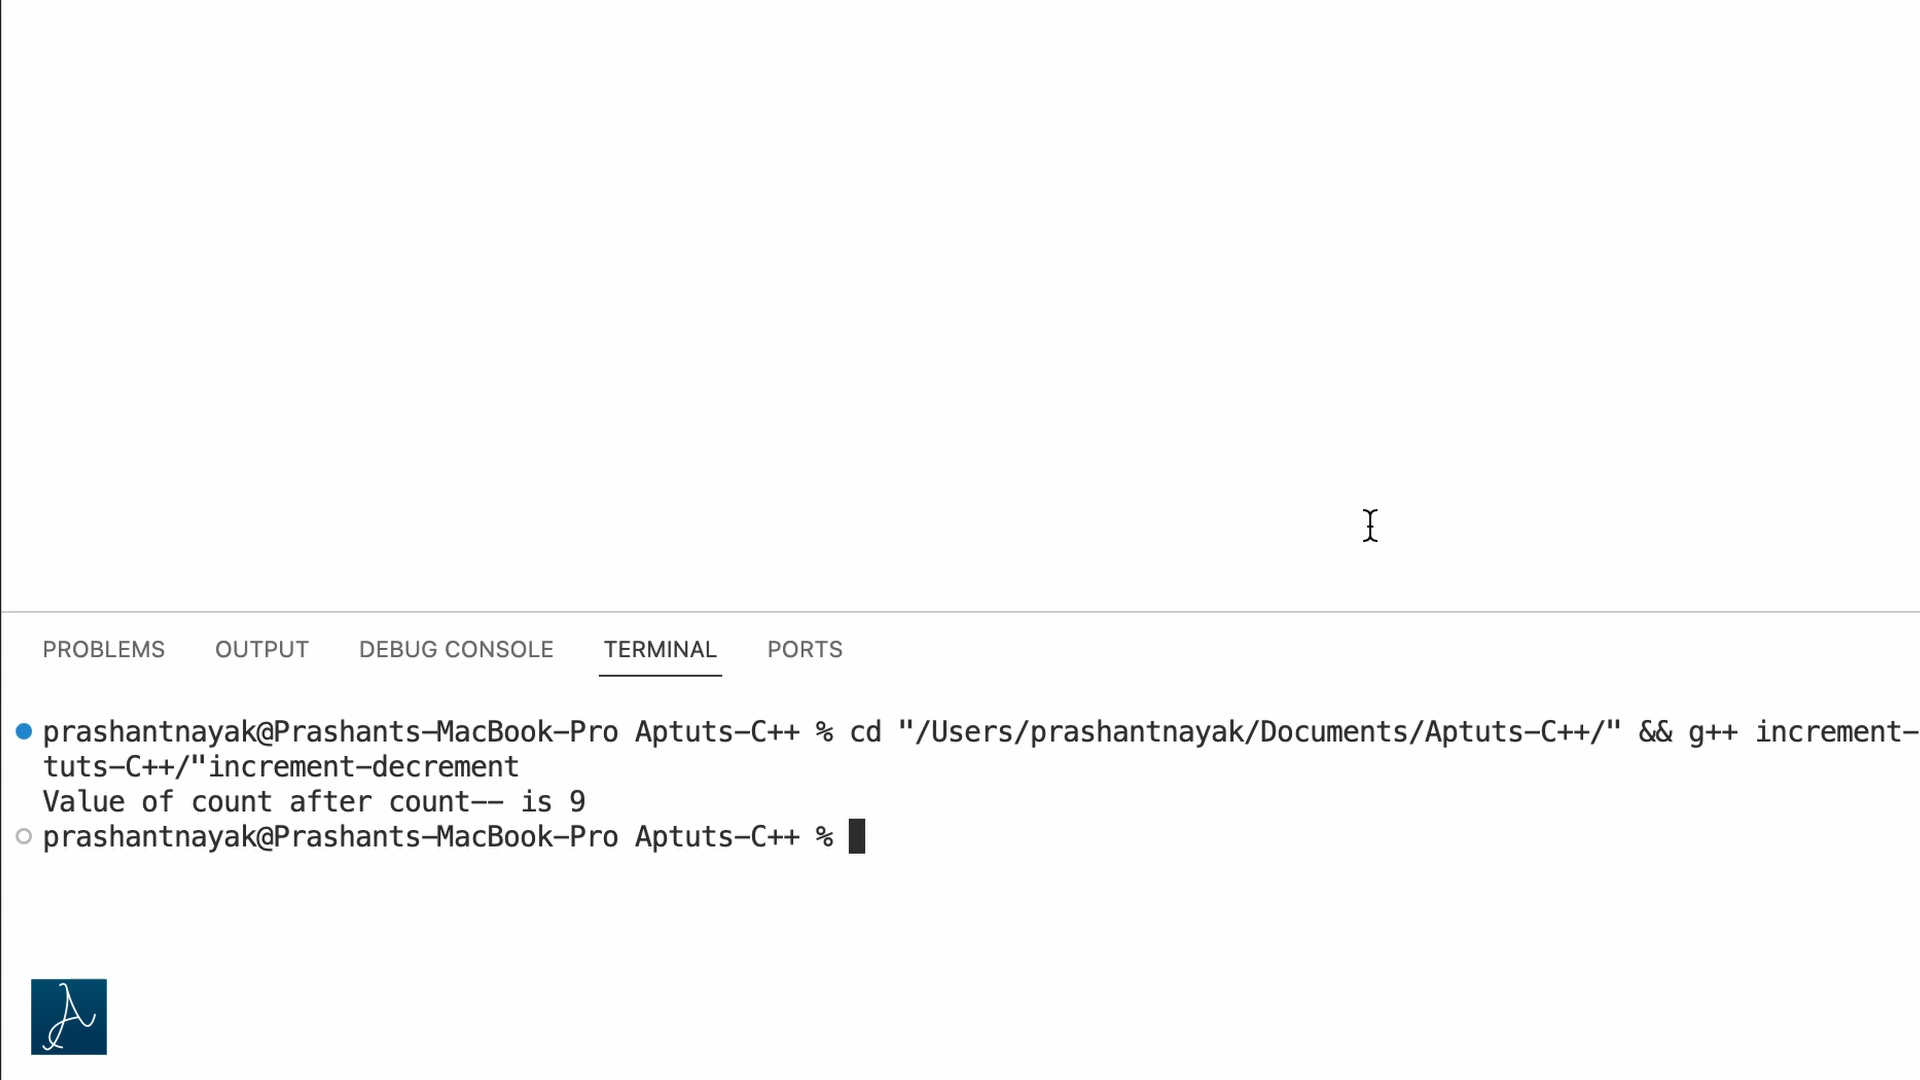 PROBLEMS OUTPUT DEBUG CONSOLE TERMINAL PORTS
prashantnayak@Prashants-MacBook-Pro Aptuts-C++ % cd "/Users/prashantnayak/Documents/Aptuts-C++/" && g++ increment-
tuts-C++/"increment-decrement
Value of count after count-- is 9
prashantnayak@Prashants-MacBook-Pro Aptuts-C++ %
A